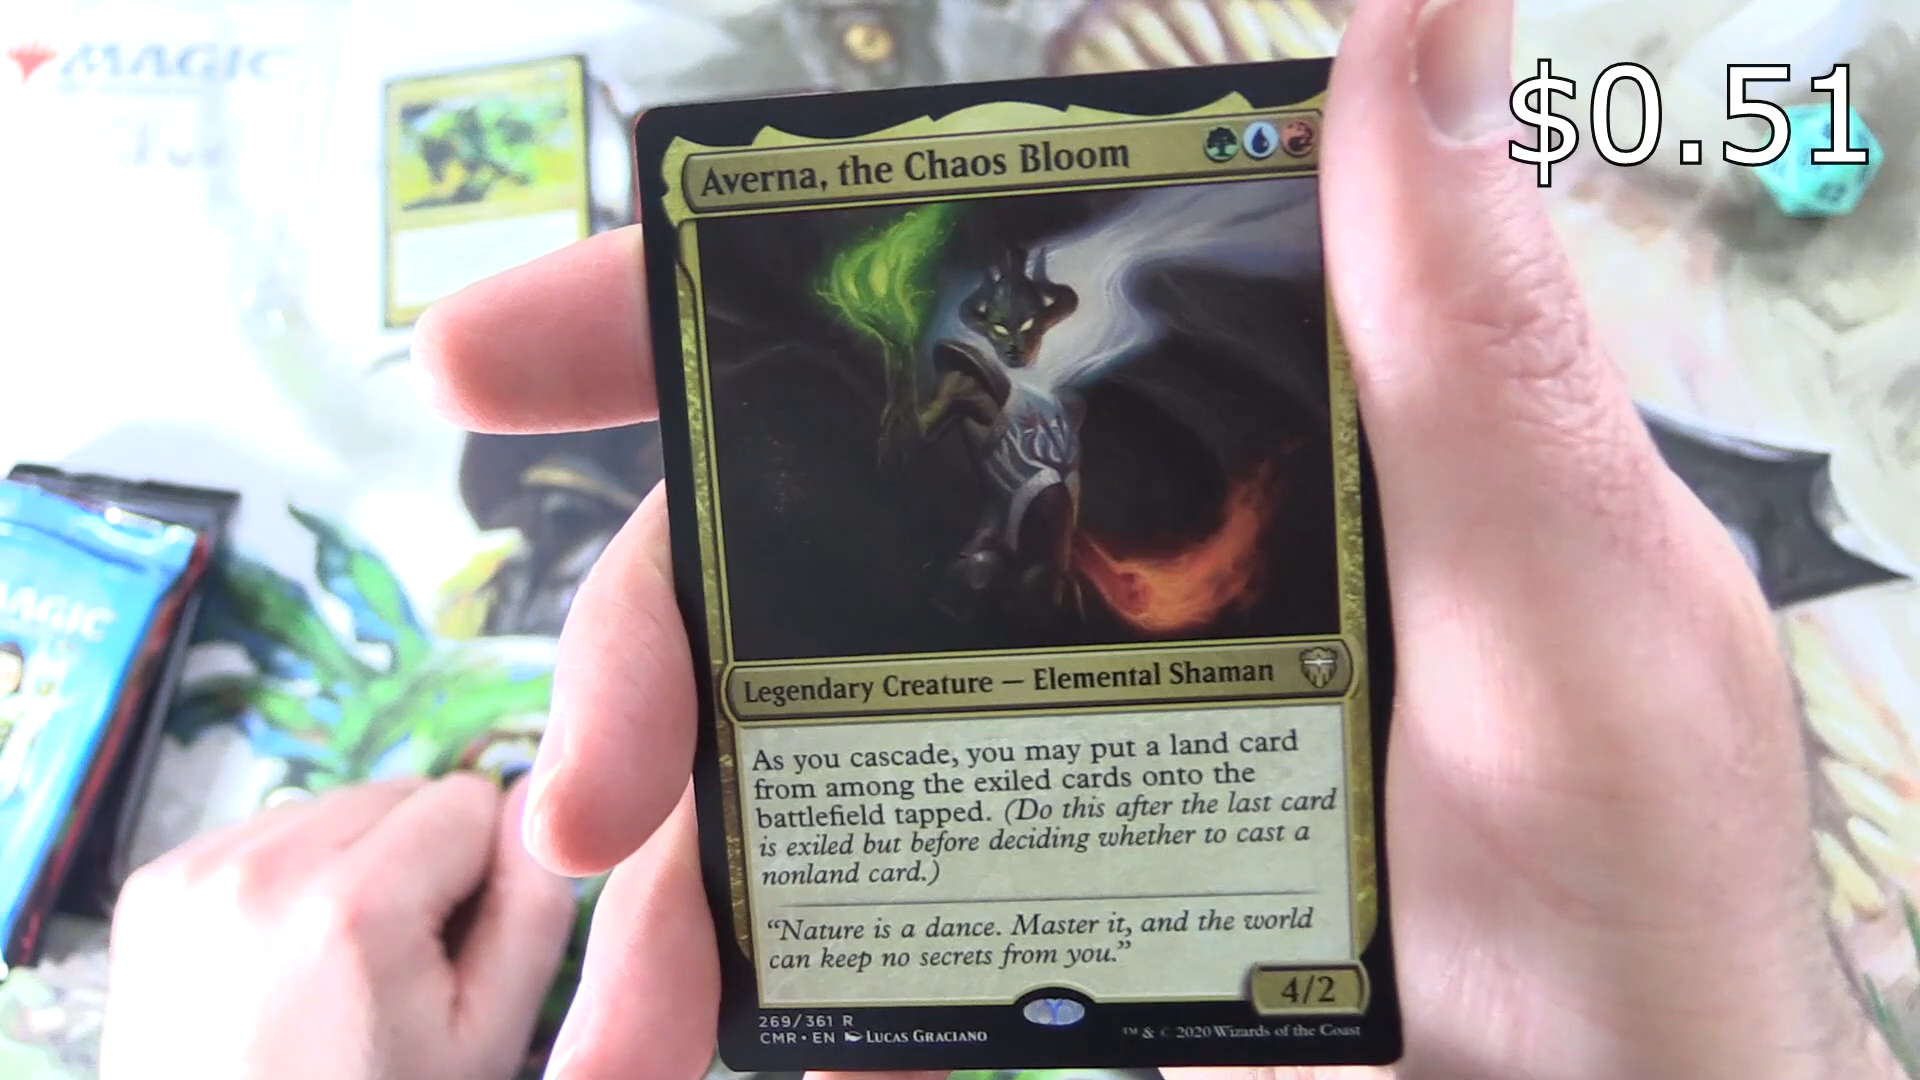 MAGIC
$0.51
Averna, the Chaos Bloom
Legendary Creature — Elemental Shaman
As you cascade, you may put a land card
from among the exiled cards onto the
battlefield tapped. (Do this after the last card
is exiled but before deciding whether to cast a
nonland card.)
“Nature is a dance. Master it, and the world
can keep no secrets from you.”
4/2
269/361 R
CMR • EN LUCAS GRACIANO
™ & © 2020 Wizards of the Coast
MAGIC